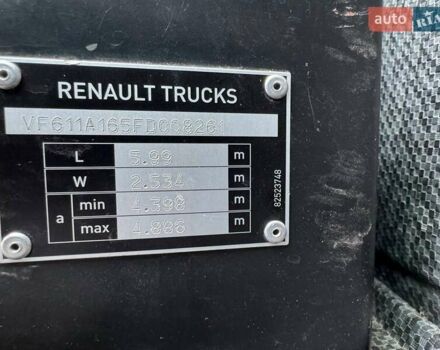 auto RIA
RENAULT TRUCKS
VF611A165FD008261
L 5.99 m
W 2.534 m
a min 4.398 m
max 4.886 m
82523748